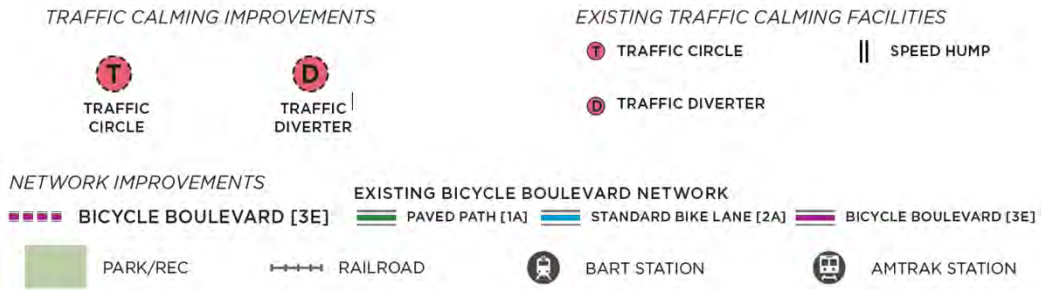 TRAFFIC CALMING IMPROVEMENTS
T
TRAFFIC
CIRCLE
D
TRAFFIC
DIVERTER
EXISTING TRAFFIC CALMING FACILITIES
T TRAFFIC CIRCLE
SPEED HUMP
D TRAFFIC DIVERTER
NETWORK IMPROVEMENTS
BICYCLE BOULEVARD [3E]
EXISTING BICYCLE BOULEVARD NETWORK
PAVED PATH [1A] STANDARD BIKE LANE [2A] BICYCLE BOULEVARD [3E]
PARK/REC RAILROAD BART STATION AMTRAK STATION